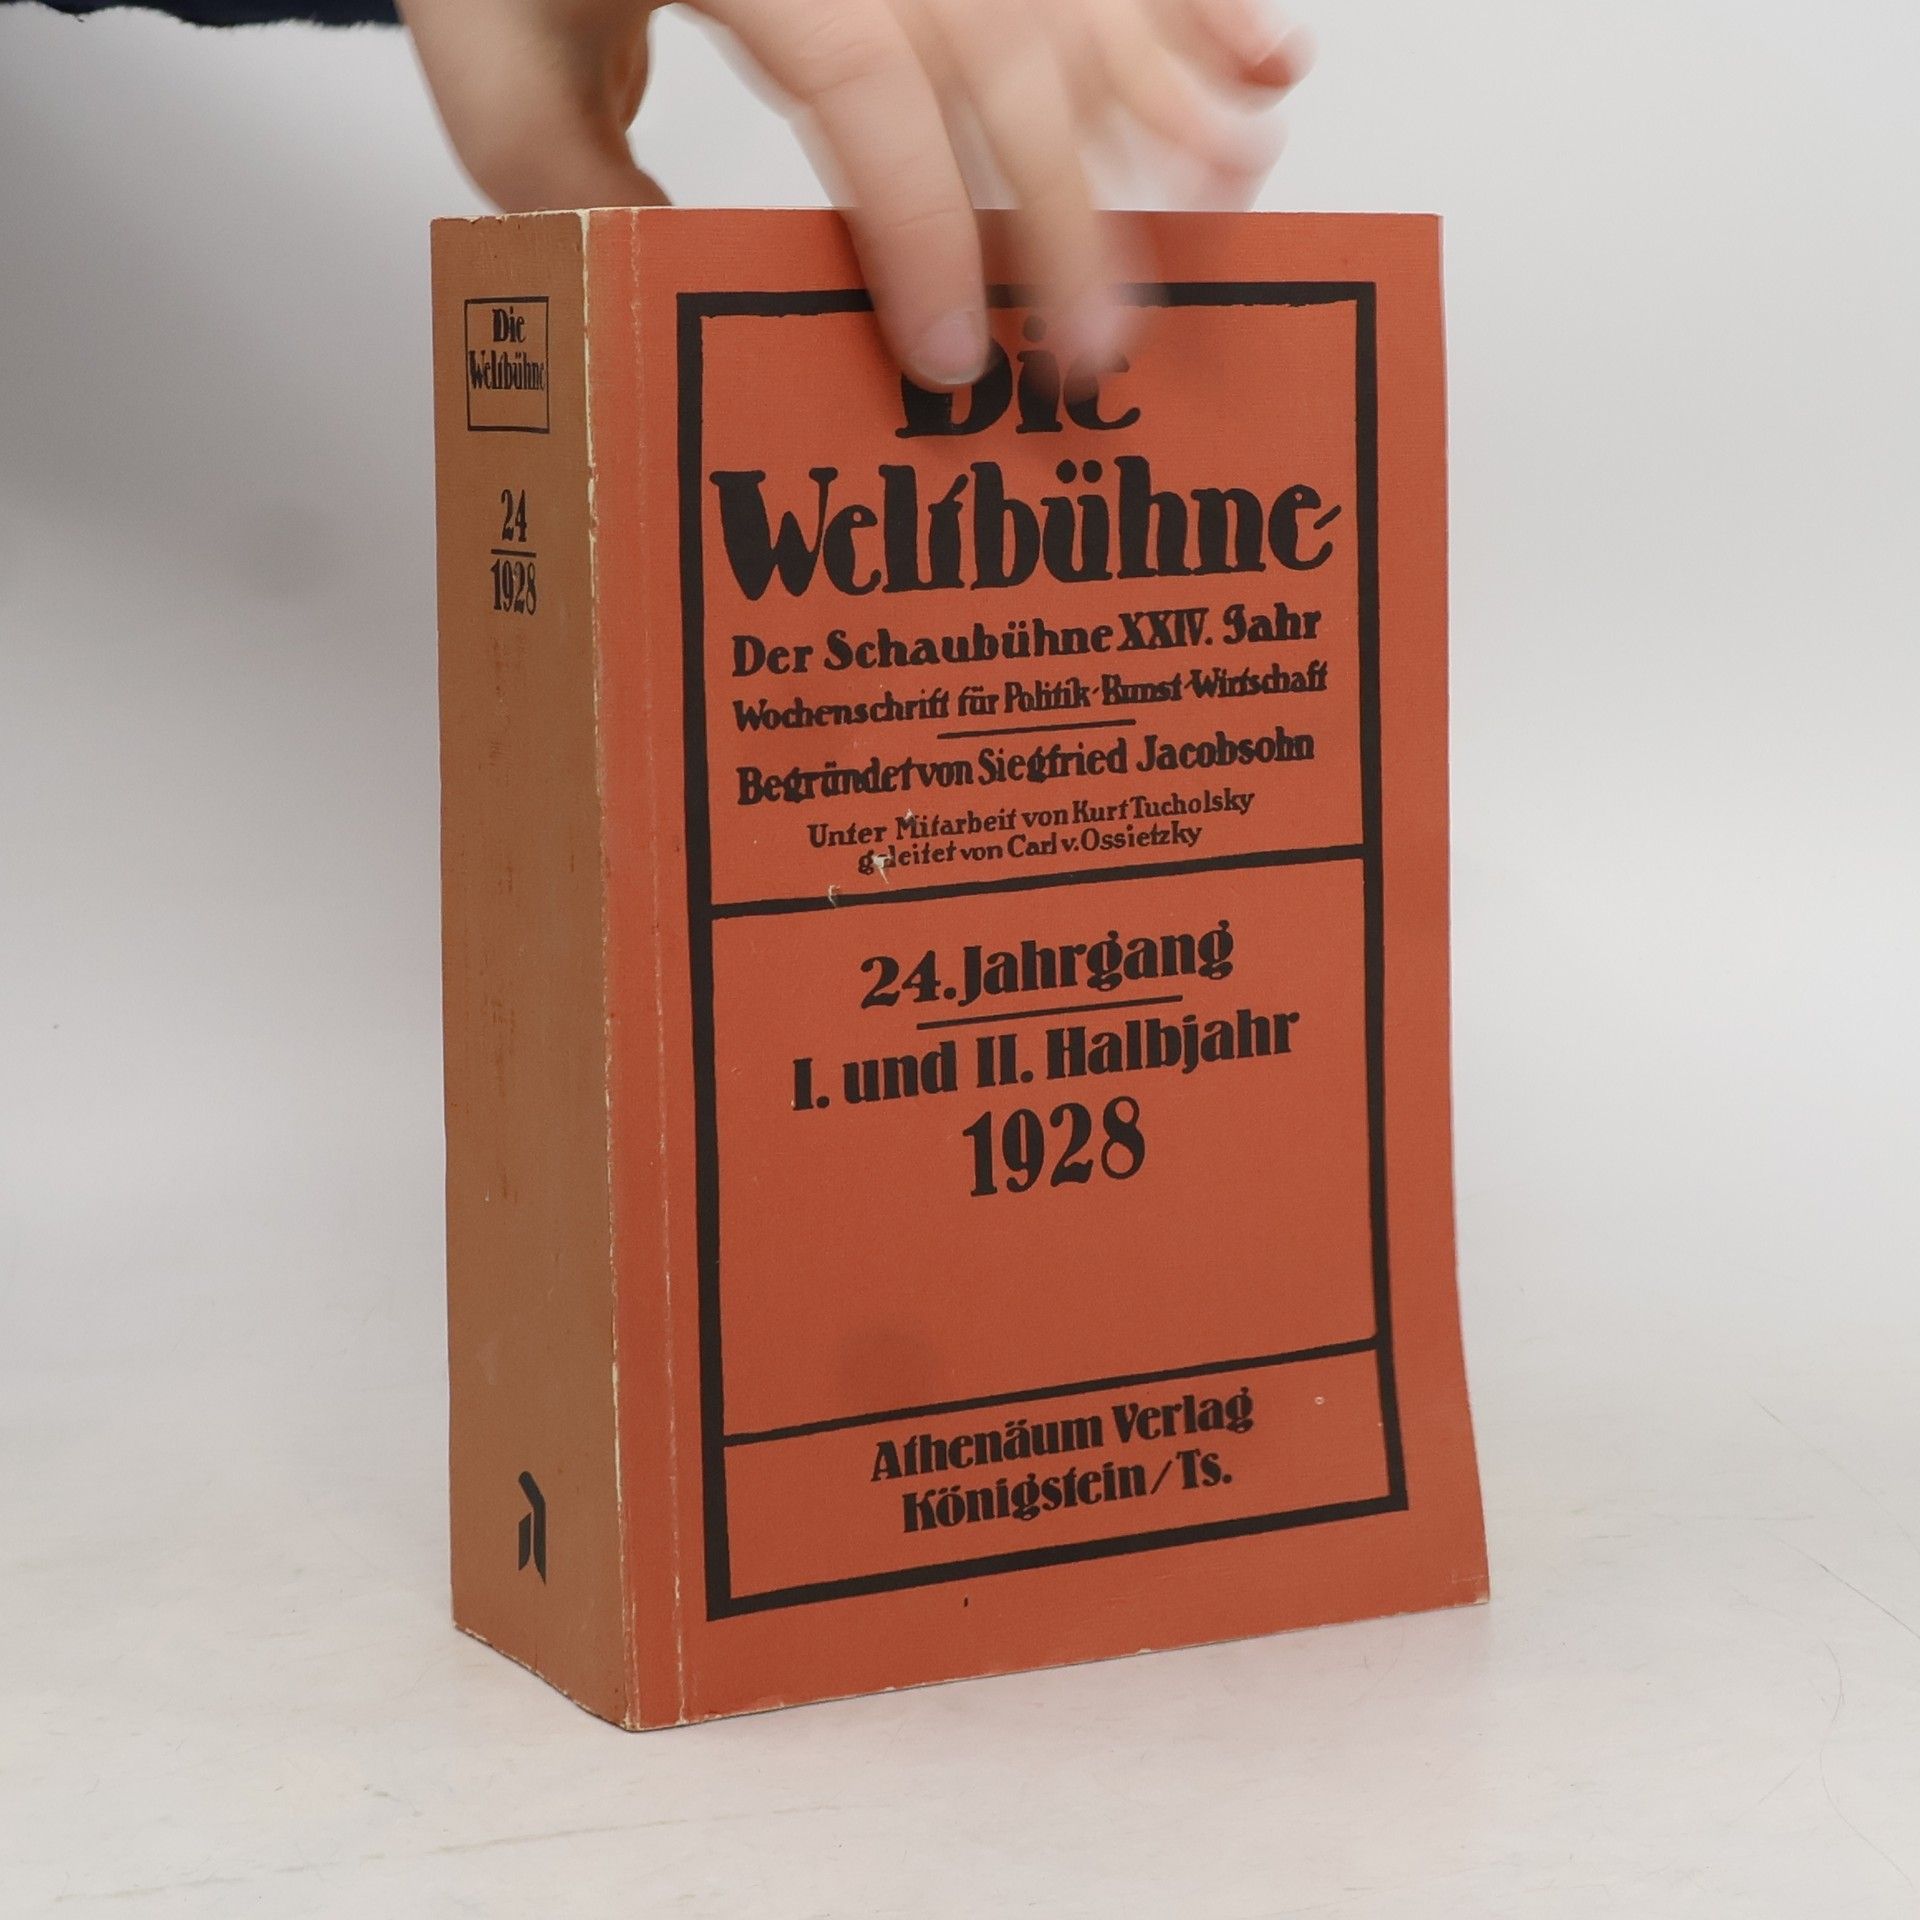 Die
Weltbühne
24
1928
Die
Weltbühne
Der Schaubühne XXIV. Jahr
Wochenschrift für Politik-Kunst-Wirtschaft
Begründet von Siegfried Jacobsohn
Unter Mitarbeit von Kurt Tucholsky
geleitet von Carl v. Ossietzky
24. Jahrgang
I. und II. Halbjahr
1928
Athenäum Verlag
Königstein/Ts.